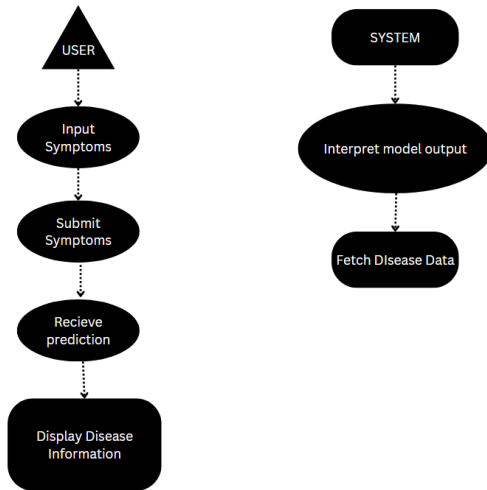 USER
Input
Symptoms
Submit
Symptoms
Recieve
prediction
Display Disease
Information
SYSTEM
Interpret model output
Fetch DIsease Data